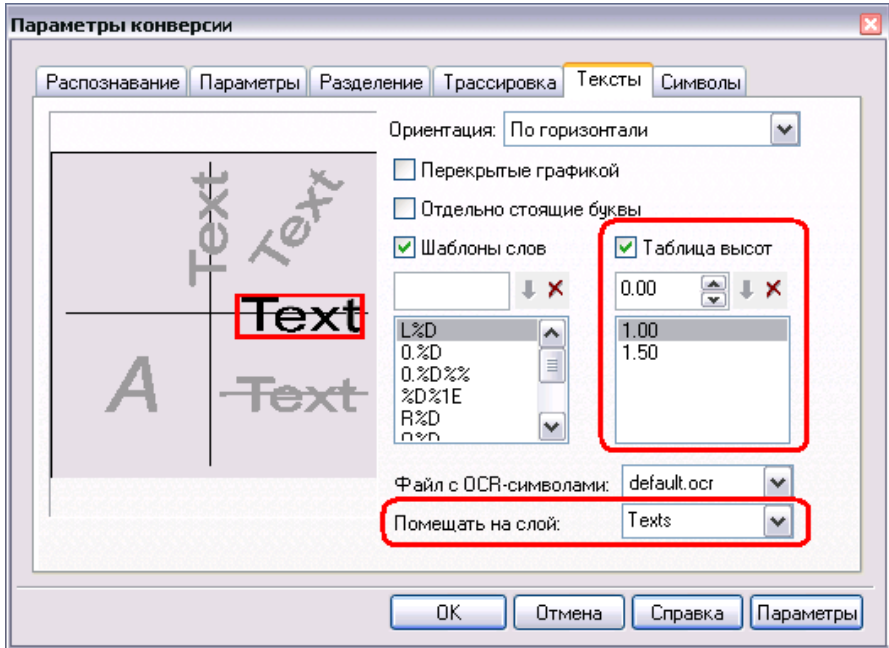 Параметры конверсии
Распознавание Параметры Разделение Трассировка Тексты Символы
Ориентация: По горизонтали
Перекрытые графикой
Отдельно стоящие буквы
Шаблоны слов
Таблица высот
0.00
L%D
0.%D
0.%D%%
%D%1E
R%D
1.00
1.50
Text
Text
Text
A
Text
Файл с OCR-символами: default.ocr
Помещать на слой: Texts
OK Отмена Справка Параметры